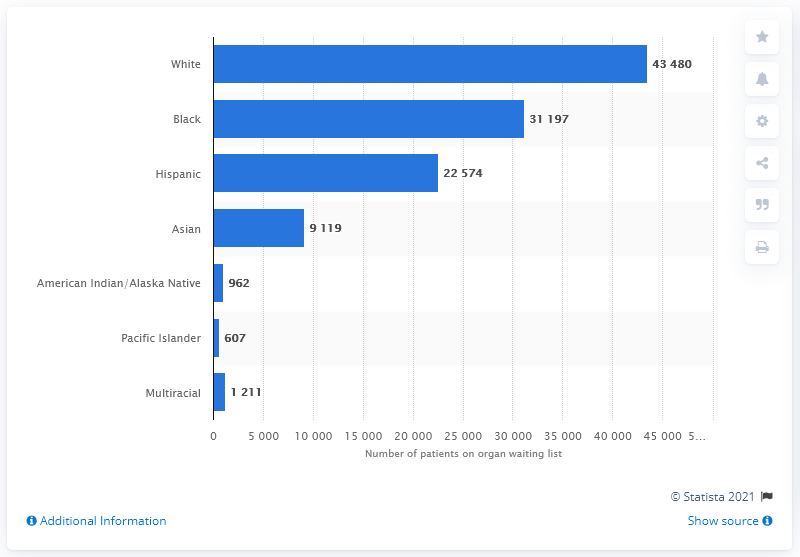 White 43 480
Black 31 197
Hispanic 22 574
Asian 9 119
American Indian/Alaska Native 962
Pacific Islander 607
Multiracial 1 211
0 5 000 10 000 15 000 20 000 25 000 30 000 35 000 40 000 45 000 5...
Number of patients on organ waiting list
© Statista 2021
Additional Information Show source